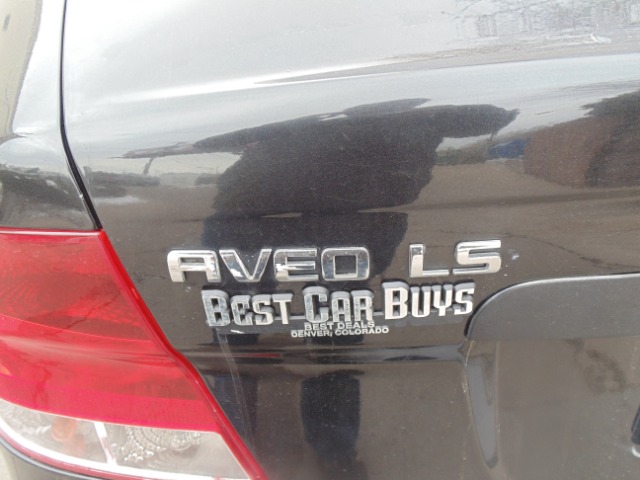 AVEO LS
BEST CAR BUYS
BEST DEALS
DENVER, COLORADO